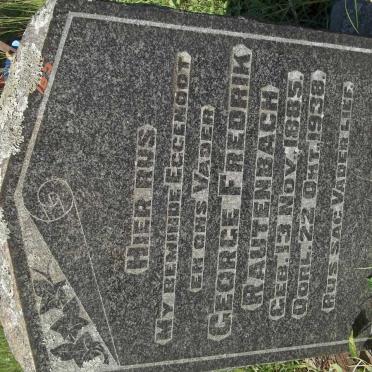 HIER RUS
MY BEMINDE EGGENOOT
EN ONS VADER
GEORGE FREDRIK
RAUTENBACH
GEB. 13 NOV. 1885
OORL. 22 OKT. 1938
RUS SAG VADER LIEF